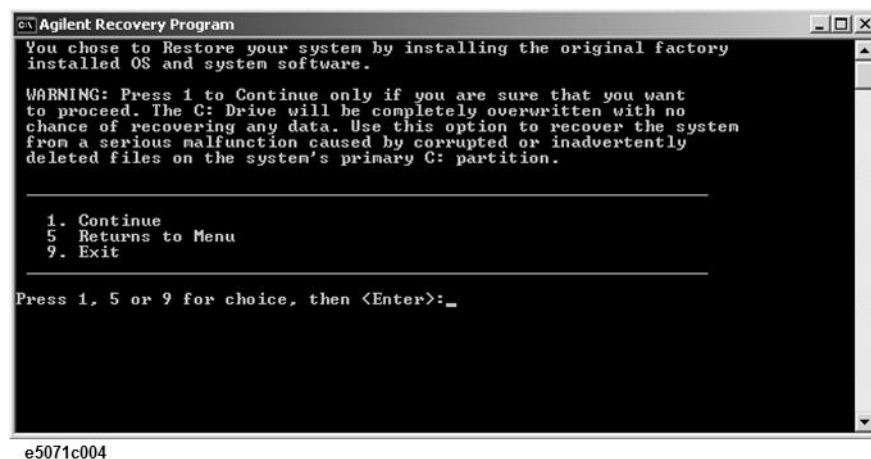 Agilent Recovery Program
You chose to Restore your system by installing the original factory
installed OS and system software.
WARNING: Press 1 to Continue only if you are sure that you want
to proceed. The C: Drive will be completely overwritten with no
chance of recovering any data. Use this option to recover the system
from a serious malfunction caused by corrupted or inadvertently
deleted files on the system's primary C: partition.
1. Continue
5 Returns to Menu
9. Exit
Press 1, 5 or 9 for choice, then <Enter>:_
e5071c004